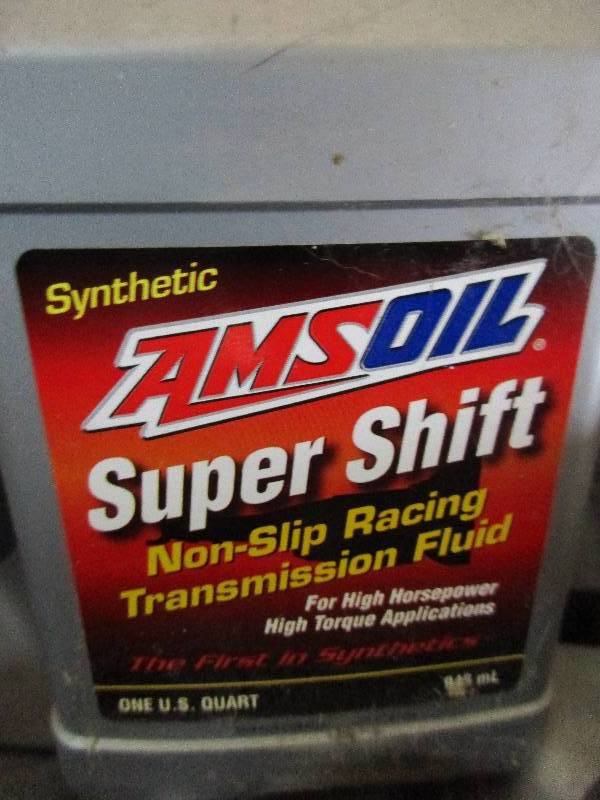 Synthetic
AMSOIL®
Super Shift
Non-Slip Racing
Transmission Fluid
For High Horsepower
High Torque Applications
The First in Synthetics
ONE U.S. QUART
mL